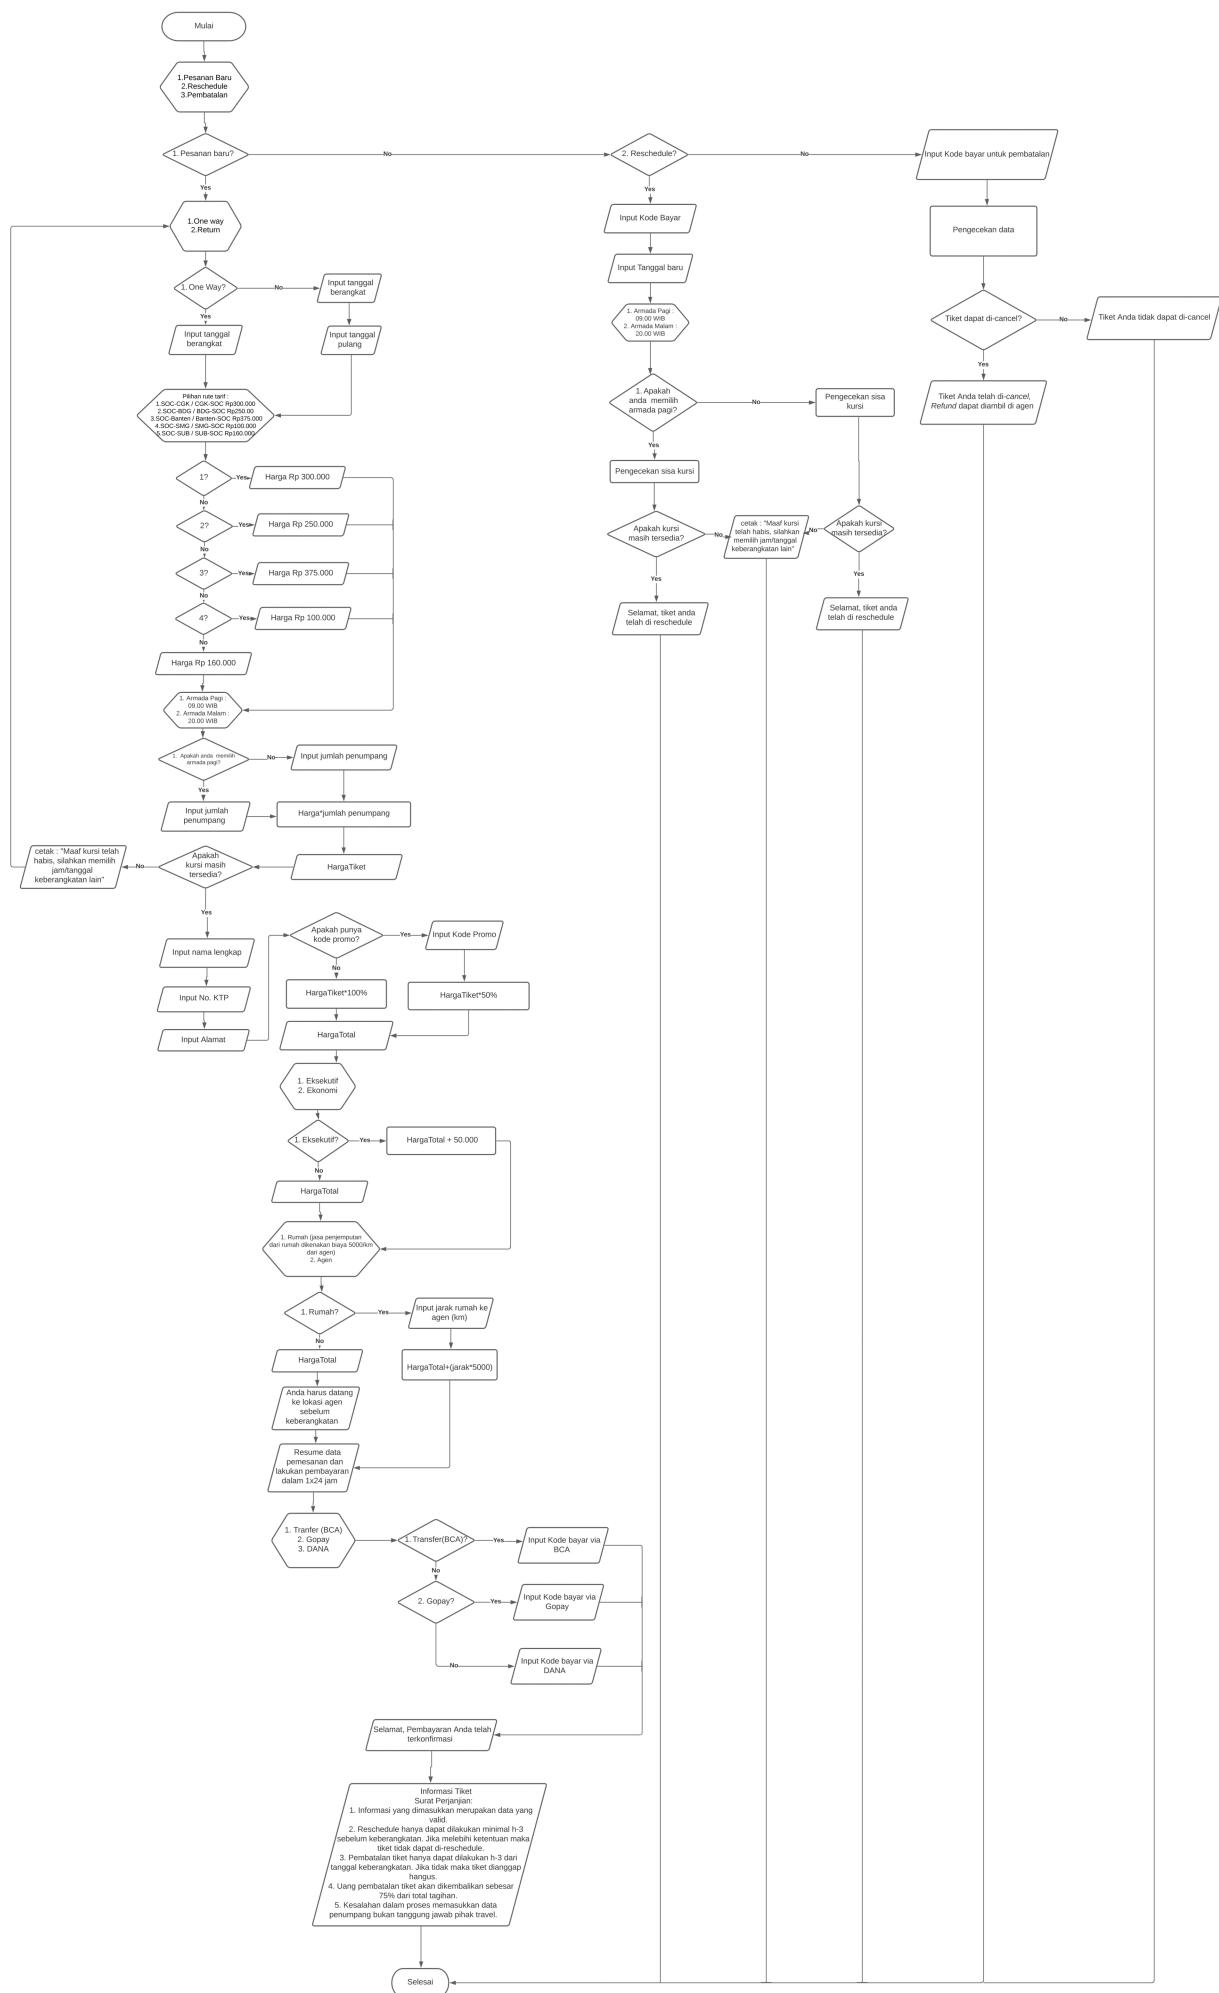 Mulai
1.Pesanan Baru
2.Reschedule
3.Pembatalan
1. Pesanan baru?
No
Yes
2. Reschedule?
No
Yes
Input Kode bayar untuk pembatalan
1.One way
2.Return
Input Kode Bayar
Pengecekan data
1. One Way?
No
Yes
Input tanggal
berangkat
Input tanggal
berangkat
Input tanggal
pulang
Input Tanggal baru
1. Armada Pagi :
09.00 WIB
2. Armada Malam :
20.00 WIB
Tiket dapat di-cancel?
No
Yes
Tiket Anda tidak dapat di-cancel
Tiket Anda telah di-cancel,
Refund dapat diambil di agen
Pilihan rute tarif :
1.SOC-CGK / CGK-SOC Rp300.000
2.SOC-BDG / BDG-SOC Rp250.00
3.SOC-Banten / Banten-SOC Rp375.000
4.SOC-SMG / SMG-SOC Rp100.000
5.SOC-SUB / SUB-SOC Rp160.000
1. Apakah
anda  memilih
armada pagi?
No
Yes
Pengecekan sisa
kursi
Pengecekan sisa kursi
1?
Yes
No
Harga Rp 300.000
2?
Yes
No
Harga Rp 250.000
3?
Yes
No
Harga Rp 375.000
4?
Yes
No
Harga Rp 100.000
Harga Rp 160.000
Apakah kursi
masih tersedia?
No
Yes
cetak : "Maaf kursi
telah habis, silahkan
memilih jam/tanggal
keberangkatan lain"
No
Apakah kursi
masih tersedia?
Yes
Selamat, tiket anda
telah di reschedule
Selamat, tiket anda
telah di reschedule
1. Armada Pagi :
09.00 WIB
2. Armada Malam :
20.00 WIB
1.  Apakah anda  memilih
armada pagi?
No
Yes
Input jumlah penumpang
Input jumlah
penumpang
Harga*jumlah penumpang
HargaTiket
Apakah
kursi masih
tersedia?
No
Yes
cetak : "Maaf kursi telah
habis, silahkan memilih
jam/tanggal
keberangkatan lain"
Input nama lengkap
Input No. KTP
Input Alamat
Apakah punya
kode promo?
Yes
No
Input Kode Promo
HargaTiket*100%
HargaTiket*50%
HargaTotal
1. Eksekutif
2. Ekonomi
1. Eksekutif?
Yes
No
HargaTotal + 50.000
HargaTotal
1. Rumah (jasa penjemputan
dari rumah dikenakan biaya 5000/km
dari agen)
2. Agen
1. Rumah?
Yes
No
Input jarak rumah ke
agen (km)
HargaTotal
HargaTotal+(jarak*5000)
Anda harus datang
ke lokasi agen
sebelum
keberangkatan
Resume data
pemesanan dan
lakukan pembayaran
dalam 1x24 jam
1. Tranfer (BCA)
2. Gopay
3. DANA
1. Transfer(BCA)?
Yes
No
Input Kode bayar via
BCA
2. Gopay?
Yes
No
Input Kode bayar via
Gopay
Input Kode bayar via
DANA
Selamat, Pembayaran Anda telah
terkonfirmasi
Informasi Tiket
Surat Perjanjian:
1. Informasi yang dimasukkan merupakan data yang
valid.
2. Reschedule hanya dapat dilakukan minimal h-3
sebelum keberangkatan. Jika melebihi ketentuan maka
tiket tidak dapat di-reschedule.
3. Pembatalan tiket hanya dapat dilakukan h-3 dari
tanggal keberangkatan. Jika tidak maka tiket dianggap
hangus.
4. Uang pembatalan tiket akan dikembalikan sebesar
75% dari total tagihan.
5. Kesalahan dalam proses memasukkan data
penumpang bukan tanggung jawab pihak travel.
Selesai